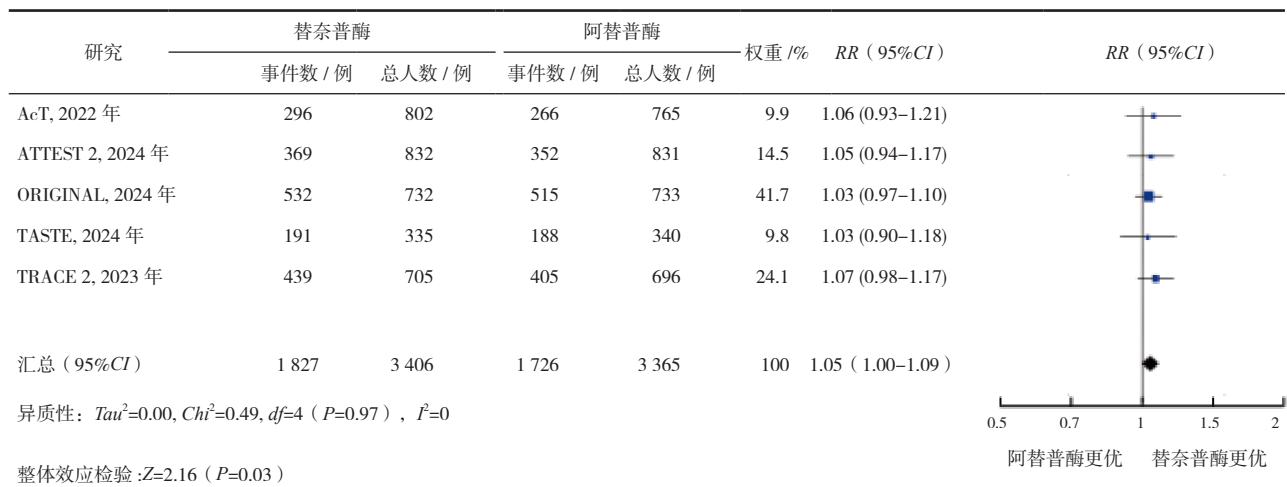 研究 替奈普酶 阿替普酶 权重 /% RR（95%CI） RR（95%CI）
事件数 / 例 总人数 / 例 事件数 / 例 总人数 / 例
AcT, 2022 年 296 802 266 765 9.9 1.06 (0.93−1.21)
ATTEST 2, 2024 年 369 832 352 831 14.5 1.05 (0.94−1.17)
ORIGINAL, 2024 年 532 732 515 733 41.7 1.03 (0.97−1.10)
TASTE, 2024 年 191 335 188 340 9.8 1.03 (0.90−1.18)
TRACE 2, 2023 年 439 705 405 696 24.1 1.07 (0.98−1.17)
汇总（95%CI） 1 827 3 406 1 726 3 365 100 1.05（1.00−1.09）
异质性：Tau²=0.00, Chi²=0.49, df=4（P=0.97），I²=0
0.5 0.7 1 1.5 2
阿替普酶更优 替奈普酶更优
整体效应检验 :Z=2.16（P=0.03）